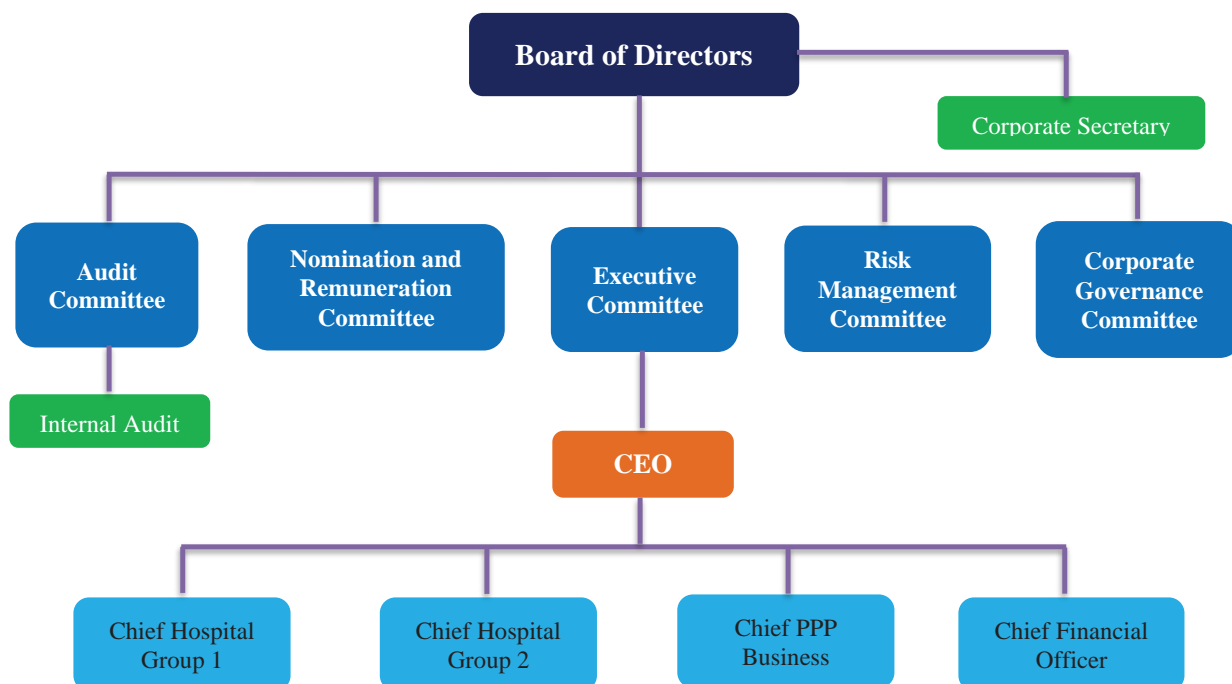 Board of Directors
Corporate Secretary
Audit
Committee
Nomination and
Remuneration
Committee
Executive
Committee
Risk
Management
Committee
Corporate
Governance
Committee
Internal Audit
CEO
Chief Hospital
Group 1
Chief Hospital
Group 2
Chief PPP
Business
Chief Financial
Officer